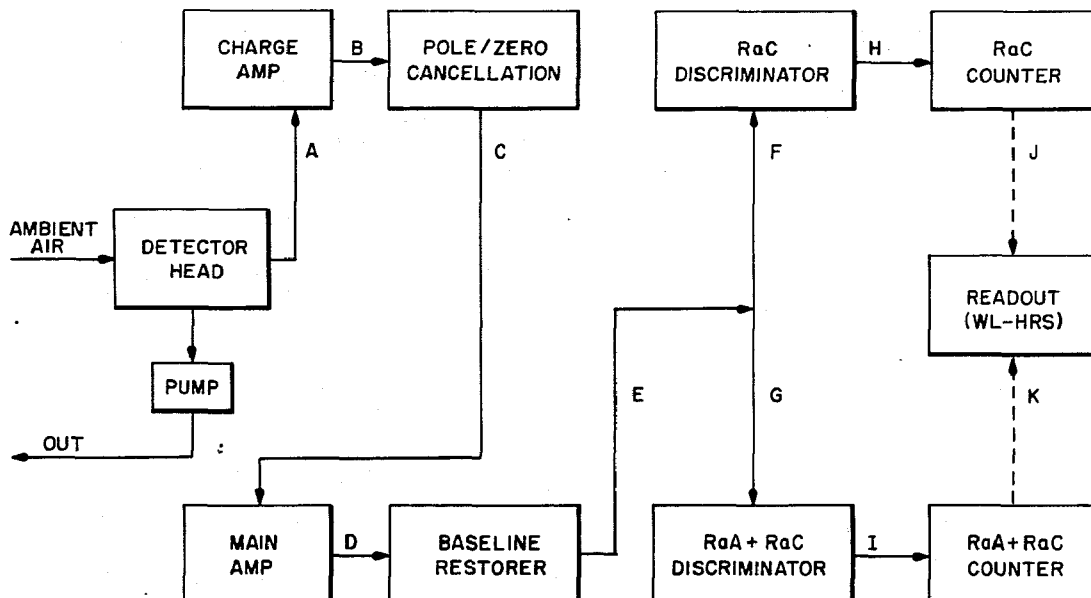 CHARGE
AMP
B
POLE/ZERO
CANCELLATION
RaC
DISCRIMINATOR
H
RaC
COUNTER
A
C
F
J
AMBIENT
AIR
DETECTOR
HEAD
READOUT
(WL-HRS)
PUMP
E
G
K
OUT
MAIN
AMP
D
BASELINE
RESTORER
RaA+RaC
DISCRIMINATOR
I
RaA+RaC
COUNTER